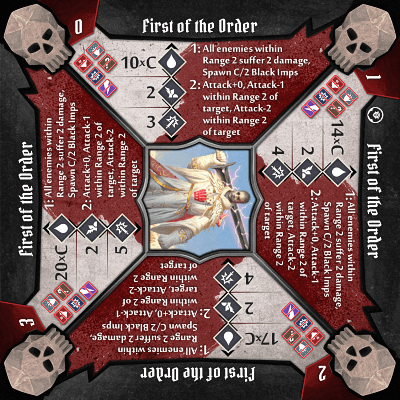 0
First of the Order
10×C
2
3
1: All enemies within
Range 2 suffer 2 damage,
Spawn C/2 Black Imps
2: Attack+0, Attack-1
within Range 2 of
target, Attack-2
within Range 2
of target
1
First of the Order
14×C
2
4
1: All enemies within
Range 2 suffer 2 damage,
Spawn C/2 Black Imps
2: Attack+0, Attack-1
within Range 2 of
target, Attack-2
within Range 2
of target
2
First of the Order
17×C
2
4
1: All enemies within
Range 2 suffer 2 damage,
Spawn C/2 Black Imps
2: Attack+0, Attack-1
within Range 2 of
target, Attack-2
within Range 2
of target
3
First of the Order
20×C
2
5
1: All enemies within
Range 2 suffer 2 damage,
Spawn C/2 Black Imps
2: Attack+0, Attack-1
within Range 2 of
target, Attack-2
within Range 2
of target